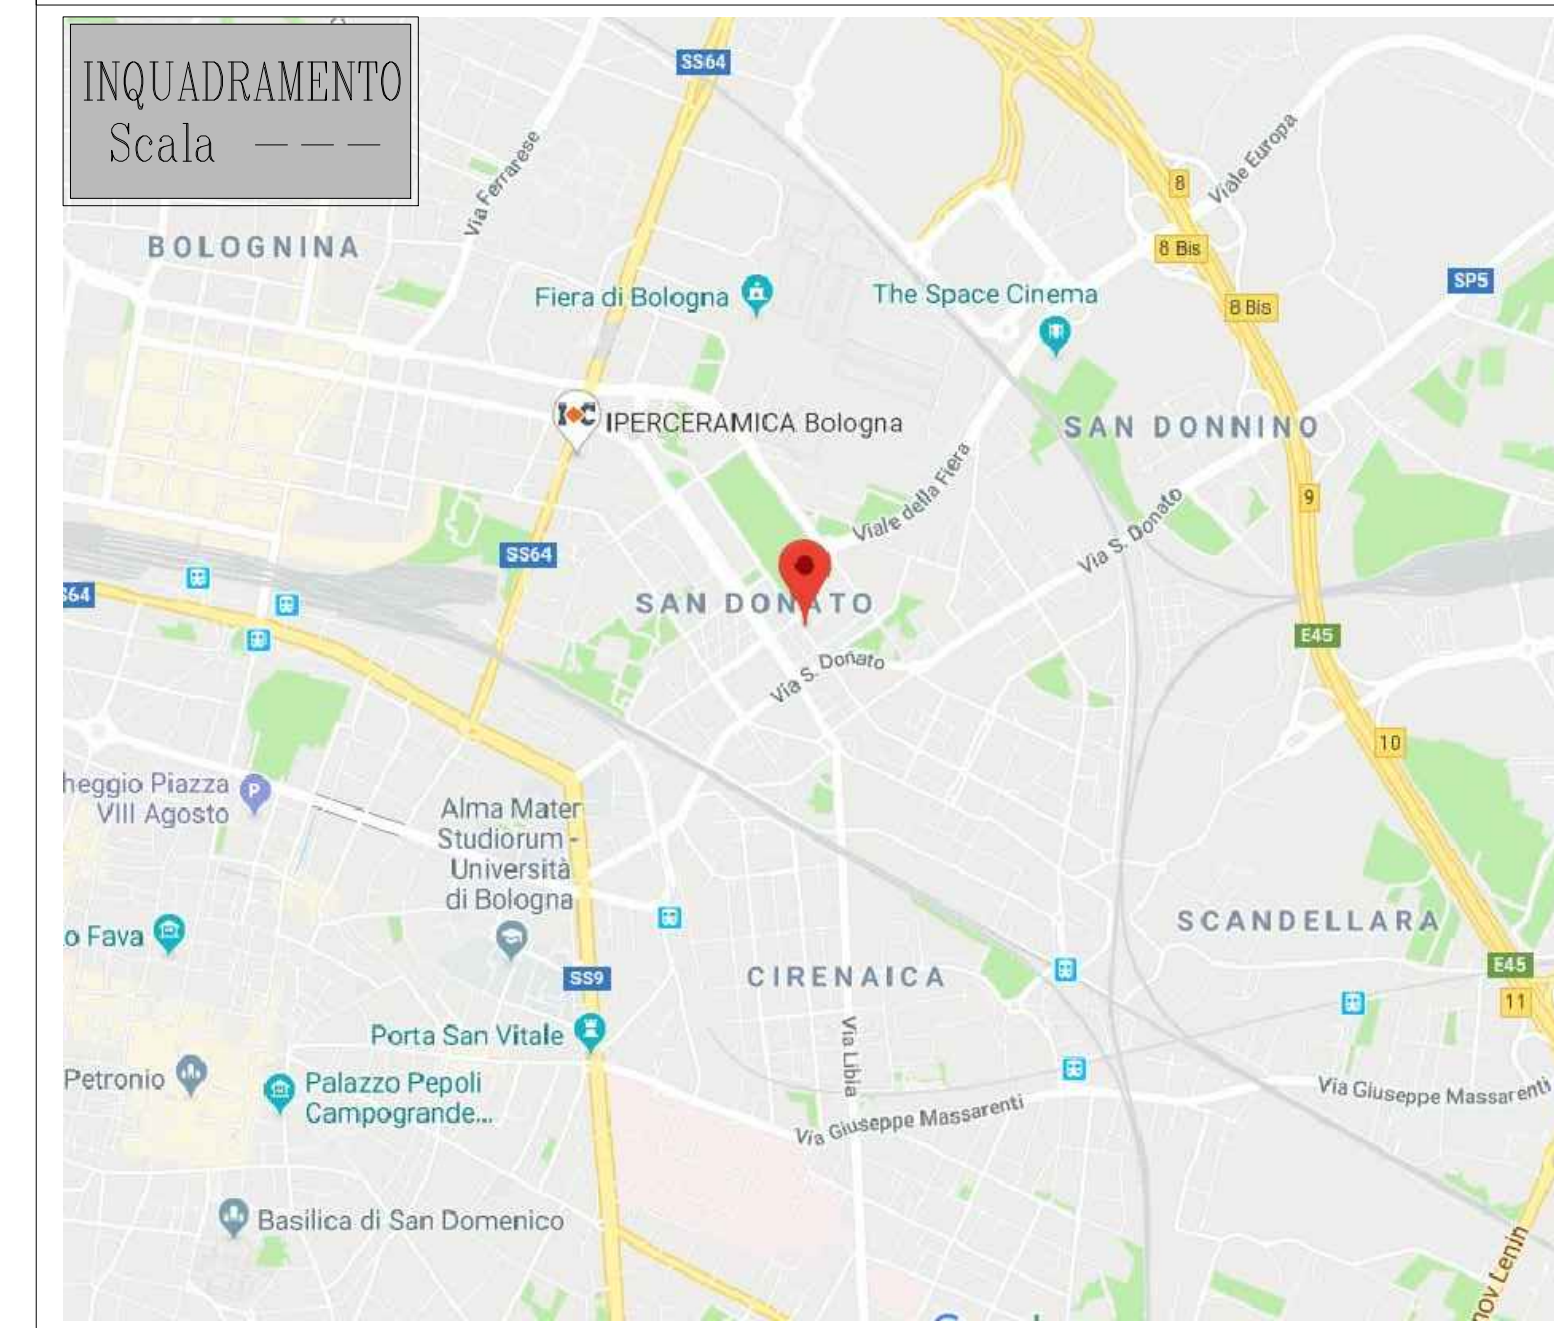 INQUADRAMENTO
Scala ---
SS64
Via Ferrarese
Viale Europa
8
BOLOGNINA
8 Bis
SP5
Fiera di Bologna
The Space Cinema
8 Bis
IPERCERAMICA Bologna
SAN DONNINO
Viale della Fiera
9
Via S. Donato
SS64
S64
SAN DONATO
E45
Via S. Donato
10
heggio Piazza
VIII Agosto
P
Alma Mater
Studiorum -
Università
di Bologna
o Fava
SCANDELLARA
SS9
CIRENAICA
E45
11
Porta San Vitale
Via Libia
Petronio
Palazzo Pepoli
Campogrande...
Via Giuseppe Massarenti
Via Giuseppe Massarenti
Basilica di San Domenico
nov Lenin